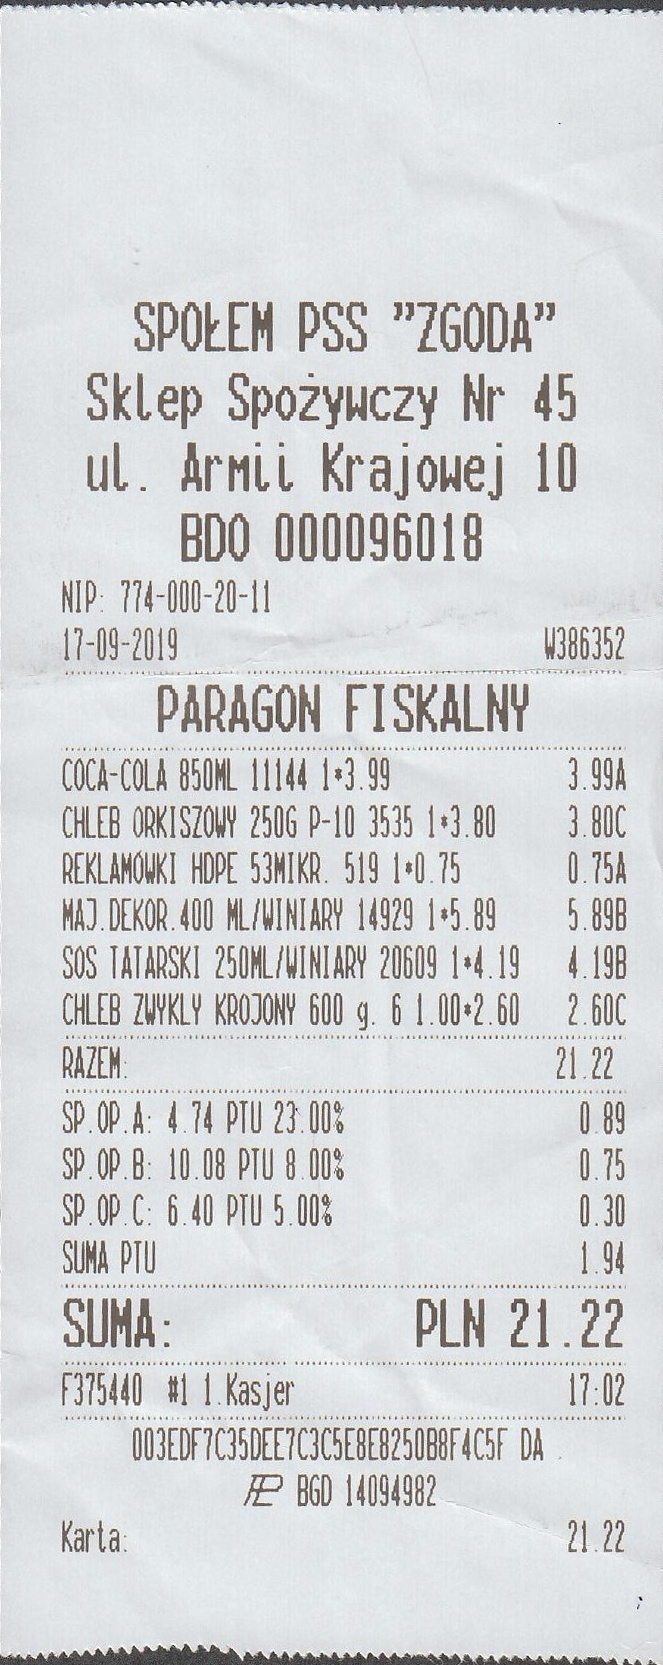 SPOŁEM PSS "ZGODA"
Sklep Spożywczy Nr 45
ul. Armii Krajowej 10
BDO 000096018
NIP: 774-000-20-11
17-09-2019 W386352
PARAGON FISKALNY
COCA-COLA 850ML 11144 1*3.99 3.99A
CHLEB ORKISZOWY 250G P-10 3535 1*3.80 3.80C
REKLAMÓWKI HDPE 53MIKR. 519 1*0.75 0.75A
MAJ.DEKOR.400 ML/WINIARY 14929 1*5.89 5.89B
SOS TATARSKI 250ML/WINIARY 20609 1*4.19 4.19B
CHLEB ZWYKLY KROJONY 600 g. 6 1.00*2.60 2.60C
RAZEM: 21.22
SP.OP.A: 4.74 PTU 23.00% 0.89
SP.OP.B: 10.08 PTU 8.00% 0.75
SP.OP.C: 6.40 PTU 5.00% 0.30
SUMA PTU 1.94
SUMA: PLN 21.22
F375440 #1 1.Kasjer 17:02
003EDF7C35DEE7C3C5E8E8250B8F4C5F DA
BGD 14094982
Karta: 21.22